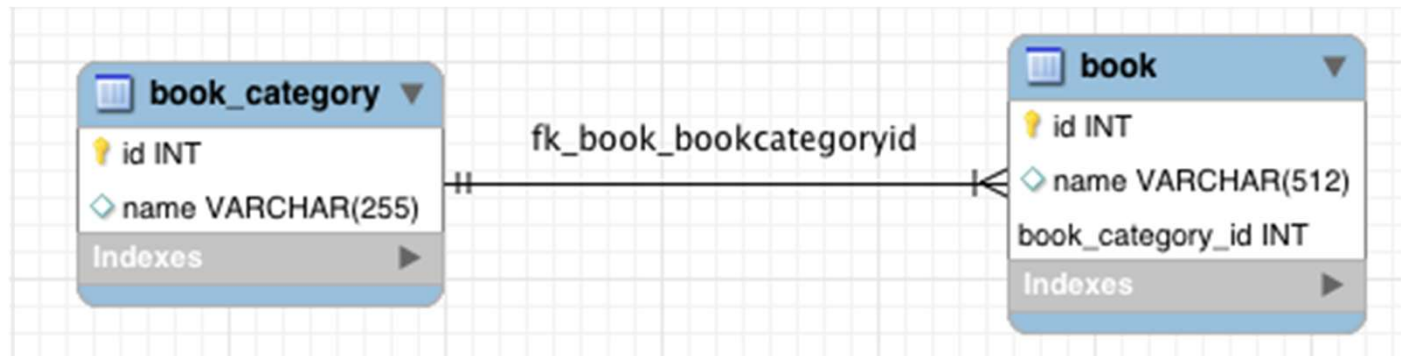 book_category
id INT
name VARCHAR(255)
Indexes
fk_book_bookcategoryid
book
id INT
name VARCHAR(512)
book_category_id INT
Indexes